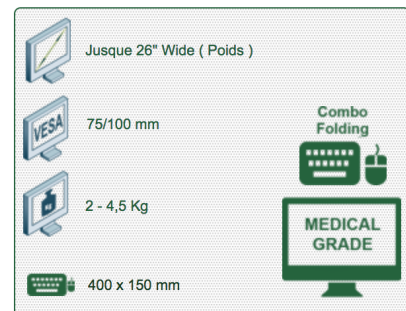 Jusque 26" Wide ( Poids )
VESA
75/100 mm
Combo
Folding
KG
2 - 4,5 Kg
MEDICAL
GRADE
400 x 150 mm